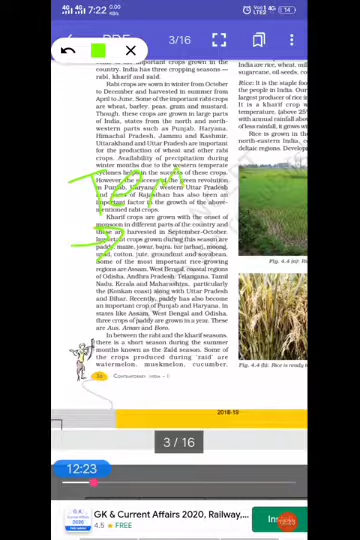 4G 4G 7:22
VoLTE2
14
PDF
3/16
some of the important crops grown in the
country. India has three cropping seasons —
rabi, kharif and zaid.
Rabi crops are sown in winter from October
to December and harvested in summer from
April to June. Some of the important rabi crops
are wheat, barley, peas, gram and mustard.
Though, these crops are grown in large parts
of India, states from the north and north-
western parts such as Punjab, Haryana,
Himachal Pradesh, Jammu and Kashmir,
Uttarakhand and Uttar Pradesh are important
for the production of wheat and other rabi
crops. Availability of precipitation during
winter months due to the western temperate
cyclones helps in the success of these crops.
However, the success of the green revolution
in Punjab, Haryana, western Uttar Pradesh
and parts of Rajasthan has also been an
important factor in the growth of the above-
mentioned rabi crops.
Kharif crops are grown with the onset of
monsoon in different parts of the country and
these are harvested in September-October.
Important crops grown during this season are
paddy, maize, jowar, bajra, tur (arhar), moong,
urad, cotton, jute, groundnut and soyabean.
Some of the most important rice-growing
regions are Assam, West Bengal, coastal regions
of Odisha, Andhra Pradesh, Telangana, Tamil
Nadu, Kerala and Maharashtra, particularly
the (Konkan coast) along with Uttar Pradesh
and Bihar. Recently, paddy has also become
an important crop of Punjab and Haryana. In
states like Assam, West Bengal and Odisha,
three crops of paddy are grown in a year. These
are Aus, Aman and Boro.
In between the rabi and the kharif seasons,
there is a short season during the summer
months known as the Zaid season. Some of
the crops produced during 'zaid' are
watermelon, muskmelon, cucumber,
CONTEMPORARY INDIA – II
India are rice, wheat, mil
sugarcane, oil seeds, co
Rice: It is the staple foo
the people in India. Our
largest producer of rice in
It is a kharif crop w
temperature, (above 25°
with annual rainfall abov
of less rainfall, it grows wi
Rice is grown in the
north-eastern India, co
deltaic regions. Develop
Fig. 4.4 (a): R
Fig. 4.4 (b): Rice is ready
2018-19
3 / 16
12:23
GK & Current Affairs 2020, Railway,...
4.5 ★ FREE